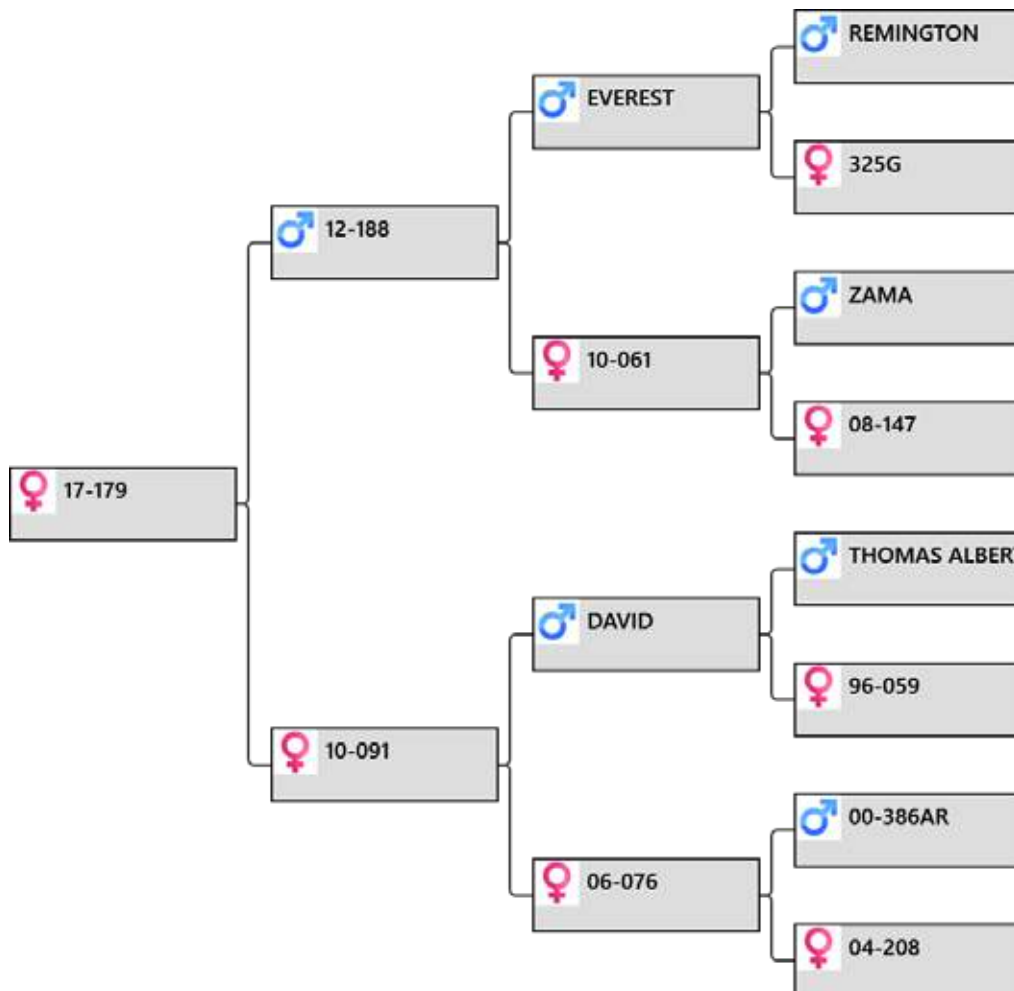 REMINGTON
EVEREST
325G
12-188
ZAMA
10-061
08-147
17-179
THOMAS ALBER
DAVID
96-059
10-091
00-386AR
06-076
04-208